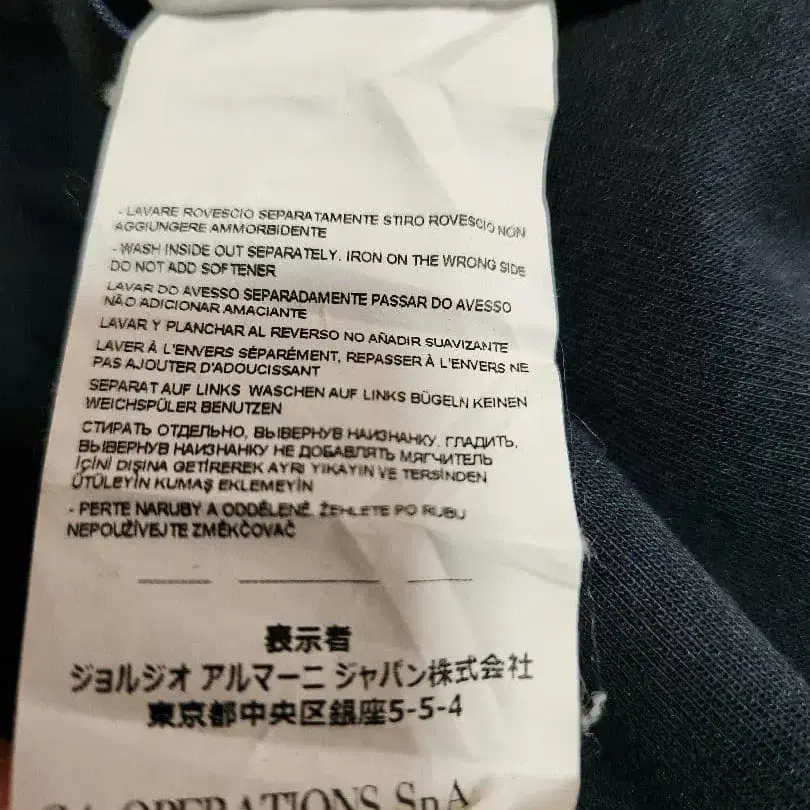 - LAVARE ROVESCIO SEPARATAMENTE STIRO ROVESCIO NON
AGGIUNGERE AMMORBIDENTE
- WASH INSIDE OUT SEPARATELY. IRON ON THE WRONG SIDE
DO NOT ADD SOFTENER
LAVAR DO AVESSO SEPARADAMENTE PASSAR DO AVESSO
NÃO ADICIONAR AMACIANTE
LAVAR Y PLANCHAR AL REVERSO NO AÑADIR SUAVIZANTE
LAVER À L'ENVERS SÉPARÉMENT, REPASSER À L'ENVERS NE
PAS AJOUTER D'ADOUCISSANT
SEPARAT AUF LINKS WASCHEN AUF LINKS BÜGELN KEINEN
WEICHSPÜLER BENUTZEN
СТИРАТЬ ОТДЕЛЬНО, ВЫВЕРНУВ НАИЗНАНКУ, ГЛАДИТЬ,
ВЫВЕРНУВ НАИЗНАНКУ НЕ ДОБАВЛЯТЬ МЯГЧИТЕЛЬ
İÇİNİ DIŞINA GETİREREK AYRI YIKAYIN VE TERSİNDEN
ÜTÜLEYİN KUMAŞ EKLEMEYİN
- PERTE NARUBY A ODDĚLENĚ. ŽEHLETE PO RUBU
NEPOUŽÍVEJTE ZMĚKČOVAČ
表示者
ジョルジオ アルマーニ ジャパン株式会社
東京都中央区銀座5-5-4
OPERATIONS SpA